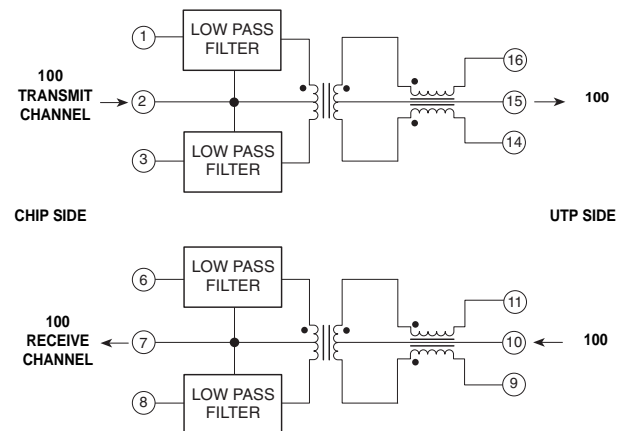 LOW PASS
FILTER
1
16
100
TRANSMIT
CHANNEL
2
15
100
LOW PASS
FILTER
3
14
CHIP SIDE
UTP SIDE
LOW PASS
FILTER
6
11
100
RECEIVE
CHANNEL
7
10
100
LOW PASS
FILTER
8
9